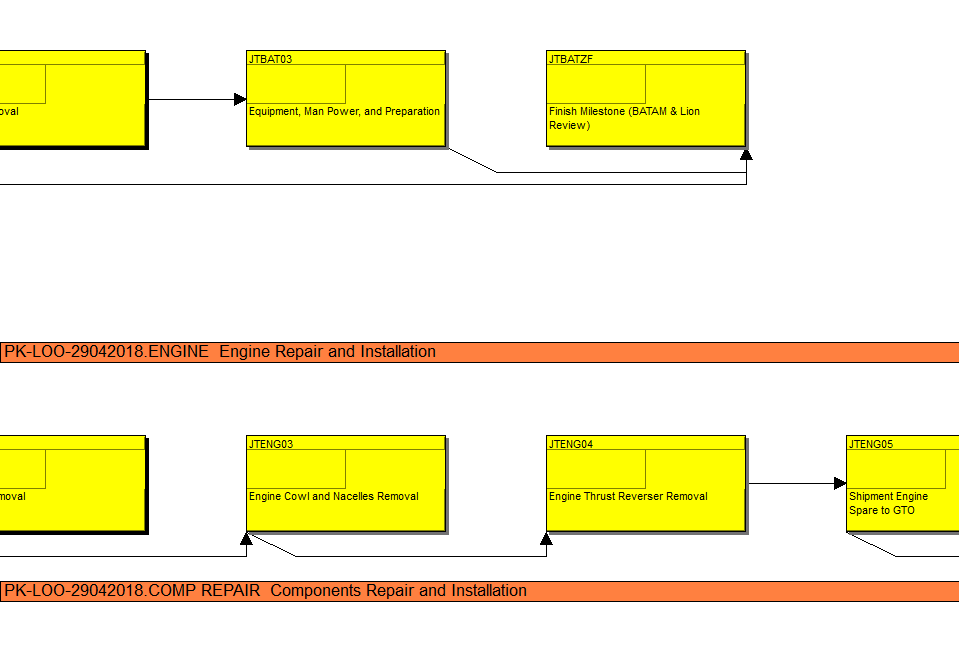 JTBAT03
JTBATZF
Equipment, Man Power, and Preparation
Finish Milestone (BATAM & Lion
Review)
PK-LOO-29042018.ENGINE Engine Repair and Installation
JTENG03
JTENG04
JTENG05
Engine Cowl and Nacelles Removal
Engine Thrust Reverser Removal
Shipment Engine
Spare to GTO
PK-LOO-29042018.COMP REPAIR Components Repair and Installation